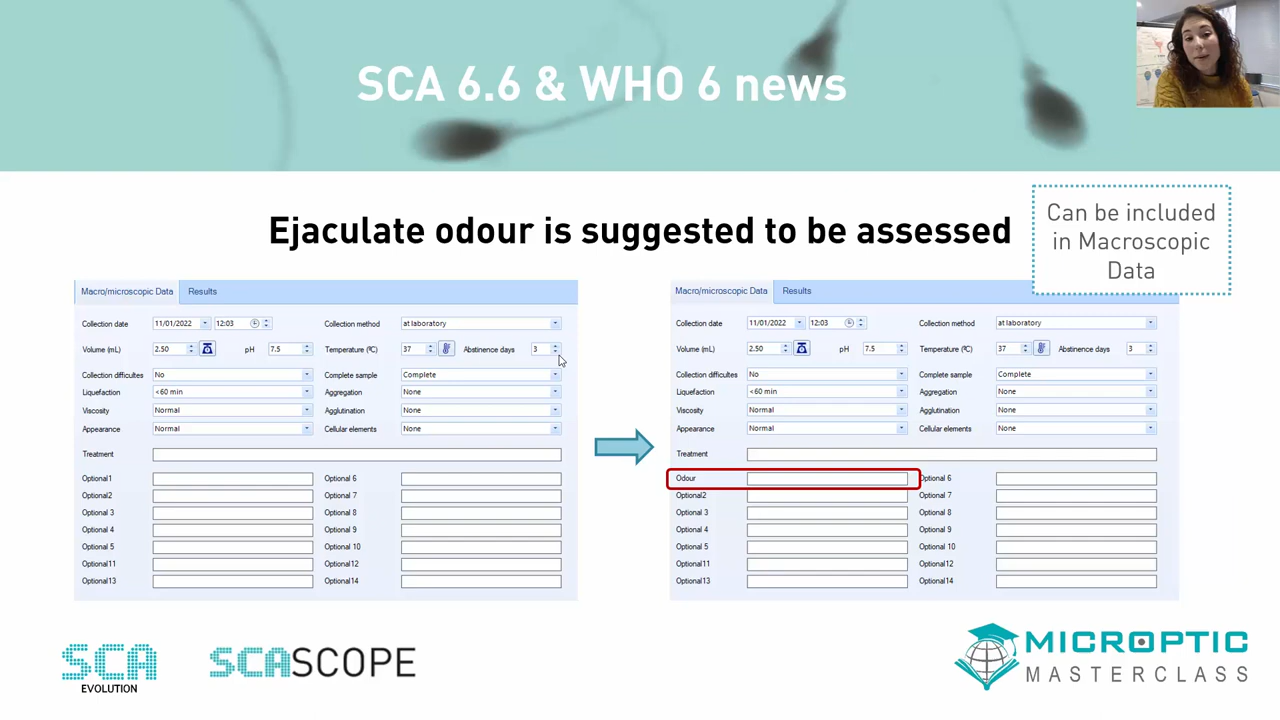 SCA 6.6 & WHO 6 news
Ejaculate odour is suggested to be assessed
Can be included
in Macroscopic
Data
Macro/microscopic Data Results
Collection date 11/01/2022 12:03 Collection method at laboratory
Volume (mL) 2.50 pH 7.5 Temperature (ºC) 37 Abstinence days 3
Collection difficultes No Complete sample Complete
Liquefaction <60 min Aggregation None
Viscosity Normal Agglutination None
Appearance Normal Cellular elements None
Treatment
Optional1 Optional 6
Optional2 Optional 7
Optional 3 Optional 8
Optional 4 Optional 9
Optional 5 Optional 10
Optional11 Optional12
Optional13 Optional14
Macro/microscopic Data Results
Collection date 11/01/2022 12:03 Collection method at laboratory
Volume (mL) 2.50 pH 7.5 Temperature (ºC) 37 Abstinence days 3
Collection difficultes No Complete sample Complete
Liquefaction <60 min Aggregation None
Viscosity Normal Agglutination None
Appearance Normal Cellular elements None
Treatment
Odour Optional 6
Optional2 Optional 7
Optional 3 Optional 8
Optional 4 Optional 9
Optional 5 Optional 10
Optional11 Optional12
Optional13 Optional14
SCA
EVOLUTION
SCASCOPE
MICROPTIC
MASTERCLASS